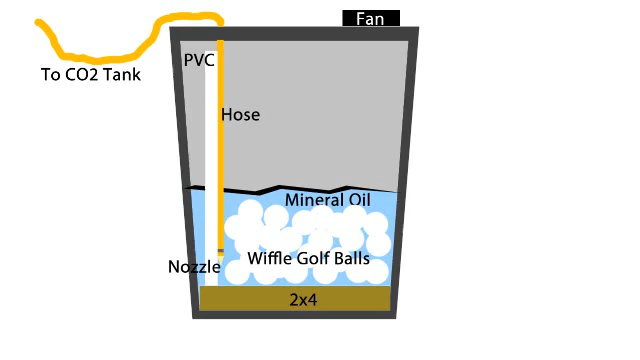 Fan
PVC
To CO2 Tank
Hose
Mineral Oil
Wiffle Golf Balls
Nozzle
2x4